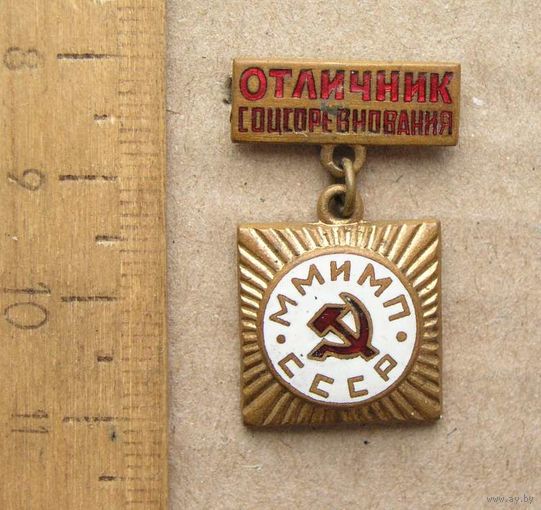 ОТЛИЧНИК
СОЦСОРЕВНОВАНИЯ
ММиМП
СССР
8
9
10
11
www.ay.by